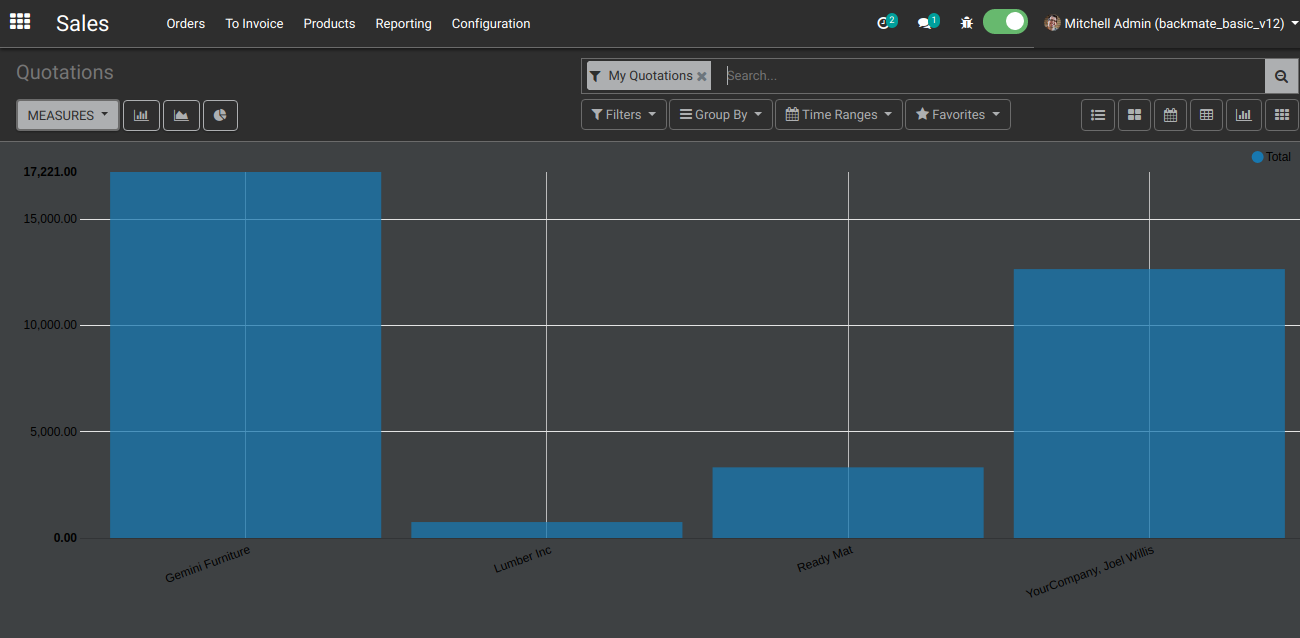 Sales Orders To Invoice Products Reporting Configuration 2 1 Mitchell Admin (backmate_basic_v12)
Quotations
My Quotations Search...
MEASURES Filters Group By Time Ranges Favorites
Total
17,221.00
15,000.00
10,000.00
5,000.00
0.00
Gemini Furniture Lumber Inc Ready Mat YourCompany, Joel Willis